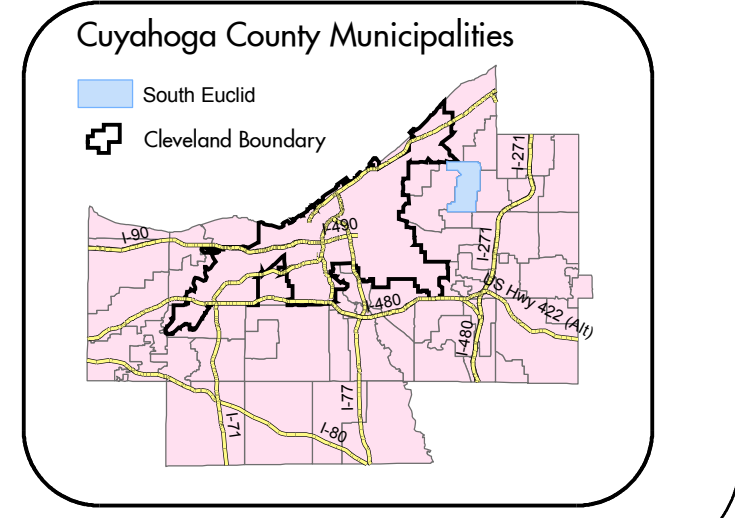 Cuyahoga County Municipalities
South Euclid
Cleveland Boundary
I-271
I-90
I-490
I-271
US Hwy 422 (Alt)
I-480
I-480
I-77
I-71
I-80